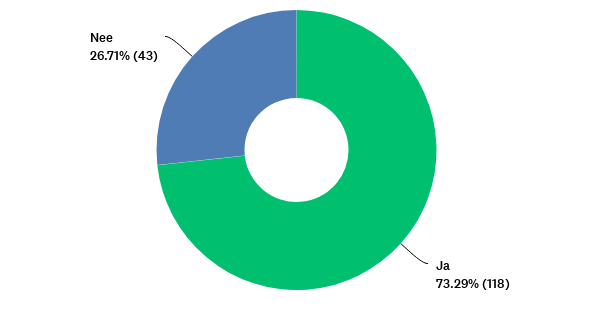 Nee
26.71% (43)
Ja
73.29% (118)